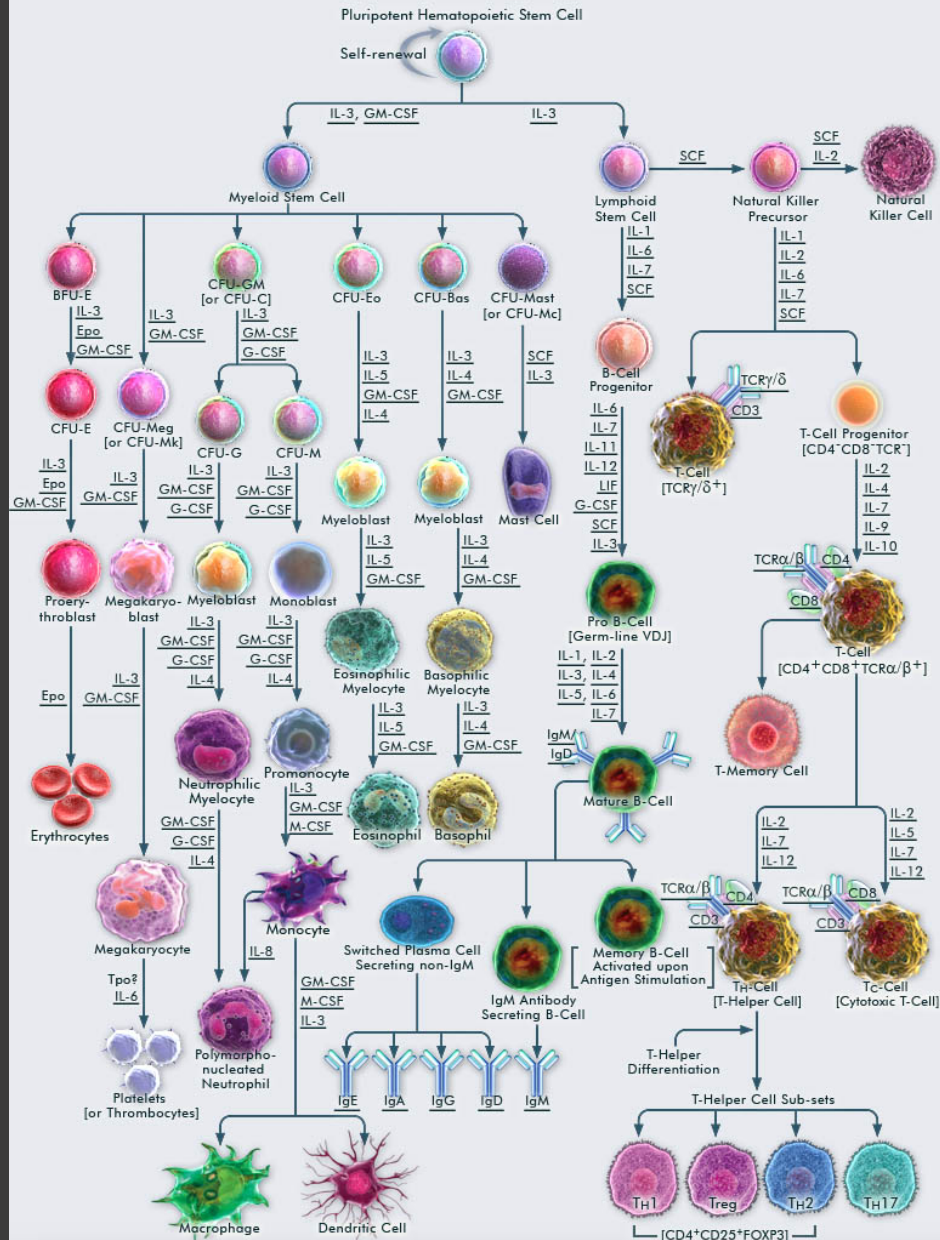 Pluripotent Hematopoietic Stem Cell
Self-renewal
IL-3, GM-CSF
IL-3
Myeloid Stem Cell
Lymphoid
Stem Cell
SCF
Natural Killer
Precursor
SCF
IL-2
Natural
Killer Cell
BFU-E
IL-3
Epo
GM-CSF
CFU-E
IL-3
Epo
GM-CSF
Proery-
throblast
Epo
Erythrocytes
IL-3
GM-CSF
CFU-Meg
[or CFU-Mk]
IL-3
GM-CSF
Megakaryo-
blast
IL-3
GM-CSF
Megakaryocyte
Tpo?
IL-6
Platelets
[or Thrombocytes]
CFU-GM
[or CFU-C]
IL-3
GM-CSF
G-CSF
CFU-G
IL-3
GM-CSF
G-CSF
Myeloblast
IL-3
GM-CSF
G-CSF
IL-4
Neutrophilic
Myelocyte
GM-CSF
G-CSF
IL-4
Polymorpho-
nucleated
Neutrophil
CFU-M
IL-3
GM-CSF
G-CSF
Monoblast
IL-3
GM-CSF
G-CSF
IL-4
Promonocyte
IL-3
GM-CSF
M-CSF
Monocyte
IL-8
GM-CSF
M-CSF
IL-3
Macrophage
Dendritic Cell
CFU-Eo
IL-3
IL-5
GM-CSF
IL-4
Myeloblast
IL-3
IL-5
GM-CSF
Eosinophilic
Myelocyte
IL-3
IL-5
GM-CSF
Eosinophil
CFU-Bas
IL-3
IL-4
GM-CSF
Myeloblast
IL-3
IL-4
GM-CSF
Basophilic
Myelocyte
IL-3
IL-4
GM-CSF
Basophil
CFU-Mast
[or CFU-Mc]
SCF
IL-3
Mast Cell
IL-1
IL-6
IL-7
SCF
B-Cell
Progenitor
IL-6
IL-7
IL-11
IL-12
LIF
G-CSF
SCF
IL-3
Pro B-Cell
[Germ-line VDJ]
IL-1, IL-2
IL-3, IL-4
IL-5, IL-6
IL-7
IgM/
IgD
Mature B-Cell
Switched Plasma Cell
Secreting non-IgM
IgM Antibody
Secreting B-Cell
Memory B-Cell
Activated upon
Antigen Stimulation
IgE
IgA
IgG
IgD
IgM
IL-1
IL-2
IL-6
IL-7
SCF
TCRγ/δ
CD3
T-Cell
[TCRγ/δ⁺]
T-Cell Progenitor
[CD4⁻CD8⁻TCR⁻]
IL-2
IL-4
IL-7
IL-9
IL-10
TCRα/β
CD4
CD8
T-Cell
[CD4⁺CD8⁺TCRα/β⁺]
T-Memory Cell
IL-2
IL-7
IL-12
IL-2
IL-5
IL-7
IL-12
TCRα/β
CD4
CD3
TH-Cell
[T-Helper Cell]
TCRα/β
CD8
CD3
TC-Cell
[Cytotoxic T-Cell]
T-Helper
Differentiation
T-Helper Cell Sub-sets
TH1
Treg
TH2
TH17
[CD4⁺CD25⁺FOXP3]